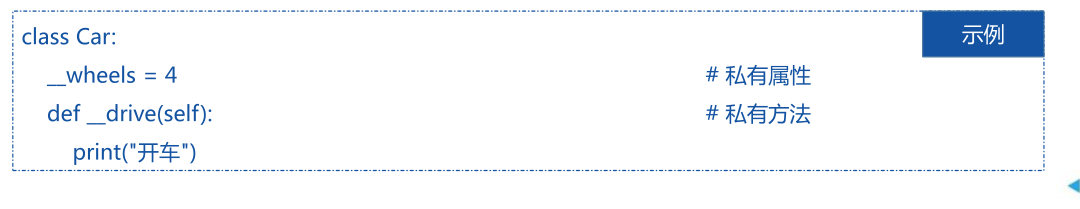 示例
class Car:
    __wheels = 4 # 私有属性
    def __drive(self): # 私有方法
        print("开车")